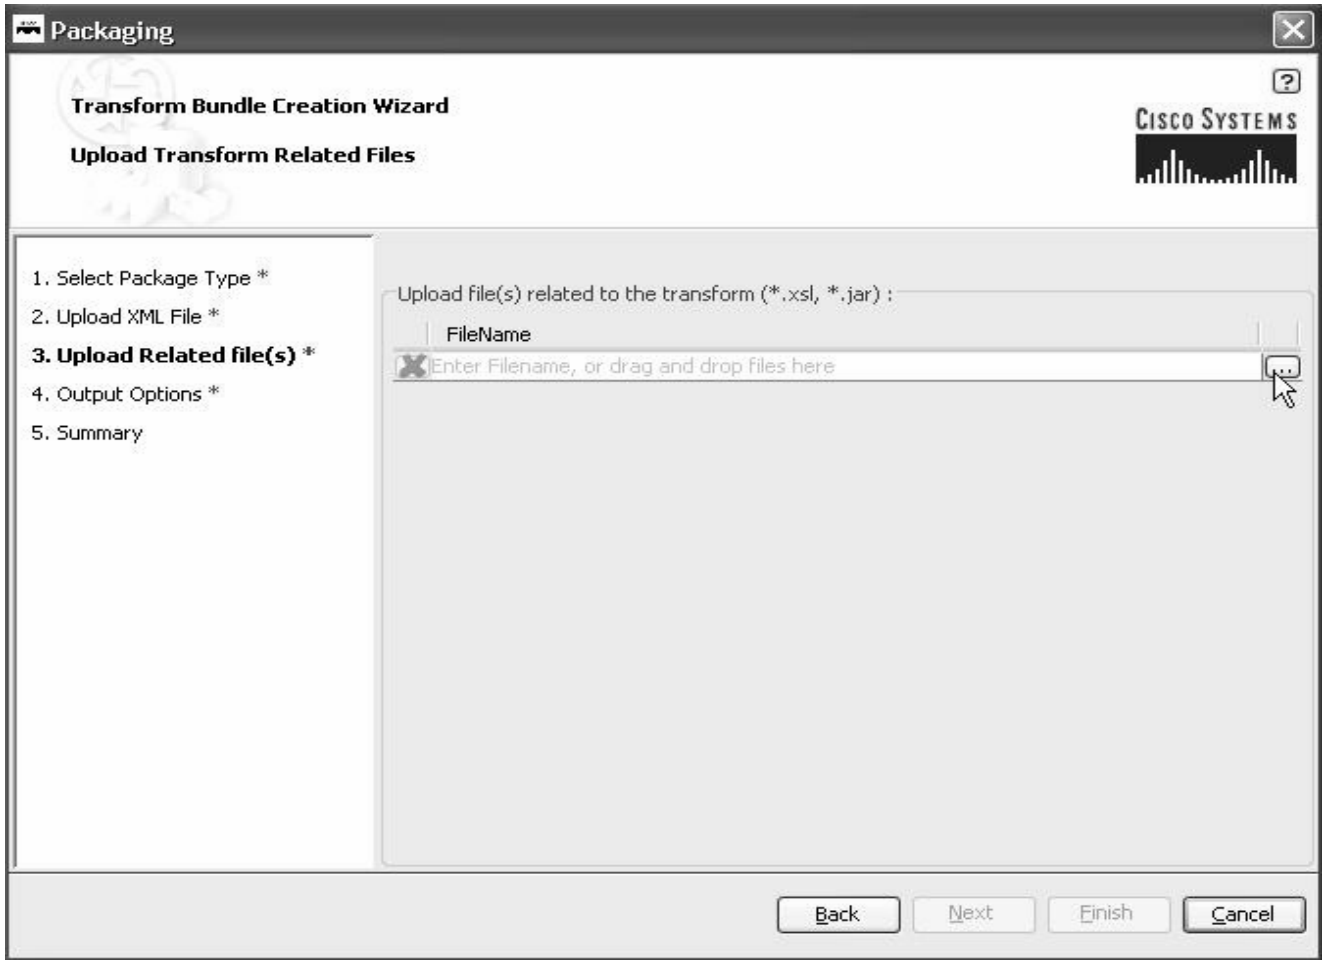 Packaging
Transform Bundle Creation Wizard
?
CISCO SYSTEMS
Upload Transform Related Files
1. Select Package Type *
2. Upload XML File *
3. Upload Related file(s) *
4. Output Options *
5. Summary
Upload file(s) related to the transform (*.xsl, *.jar) :
FileName
Enter Filename, or drag and drop files here
...
Back
Next
Finish
Cancel